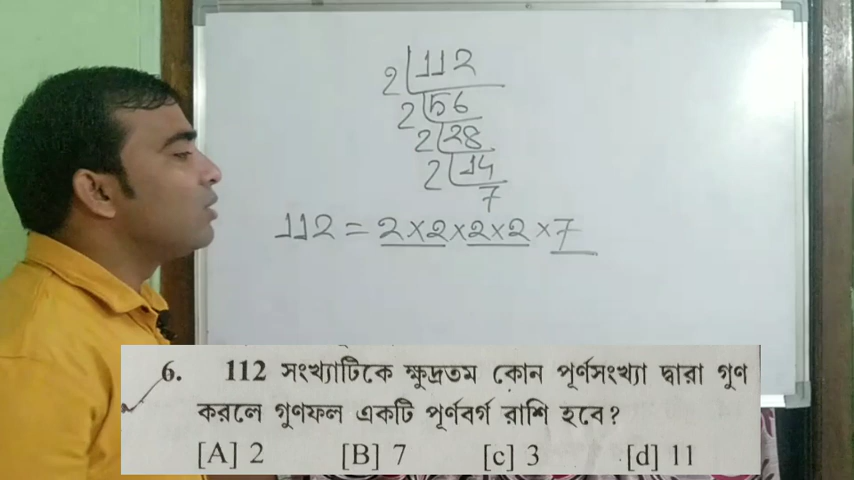 2 112
2 56
2 28
2 14
7
112 = 2×2×2×2×7
6. 112 সংখ্যাটিকে ক্ষুদ্রতম কোন পূর্ণসংখ্যা দ্বারা গুণ
করলে গুণফল একটি পূর্ণবর্গ রাশি হবে?
[A] 2 [B] 7 [c] 3 [d] 11